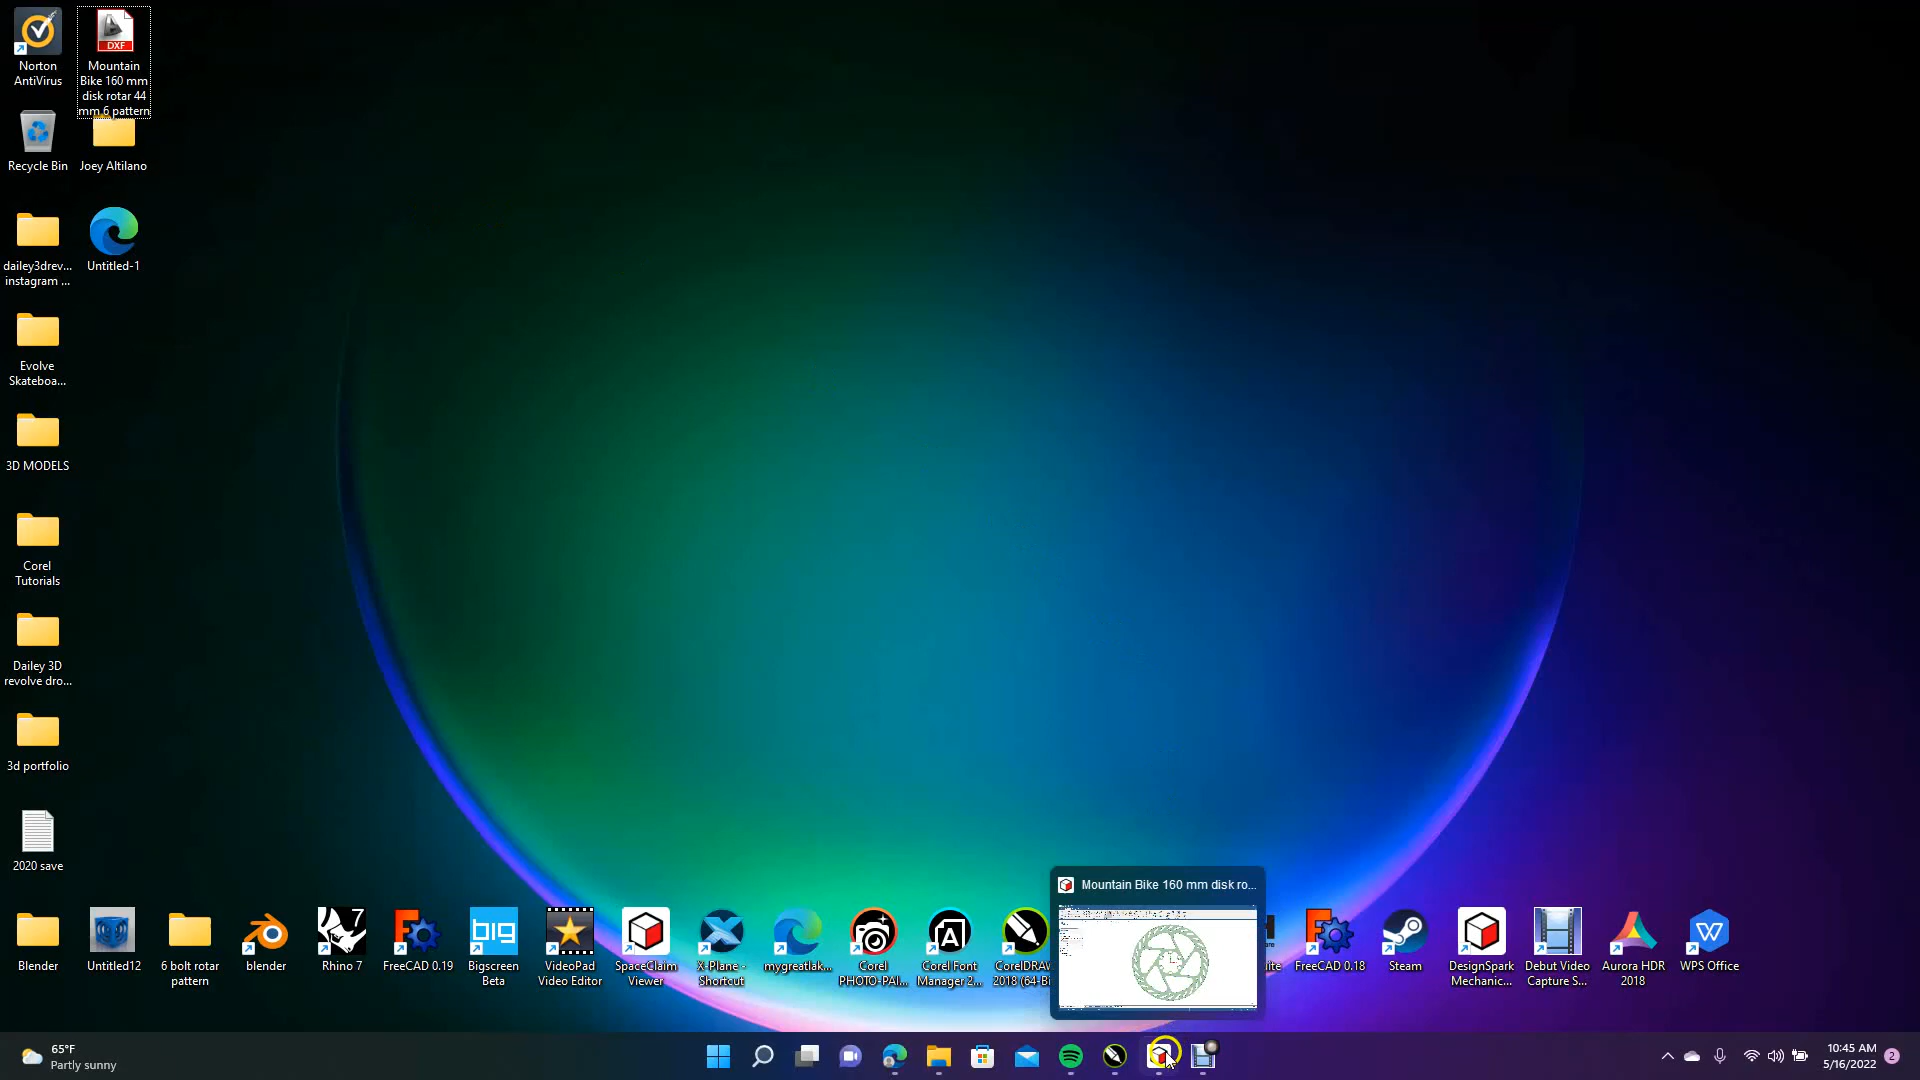 Norton
AntiVirus
DXF
Mountain
Bike 160 mm
disk rotar 44
mm 6 pattern
Recycle Bin
Joey Altilano
dailey3drev...
instagram ...
Untitled-1
Evolve
Skateboa...
3D MODELS
Corel
Tutorials
Dailey 3D
revolve dro...
3d portfolio
2020 save
Mountain Bike 160 mm disk ro...
Blender
Untitled12
6 bolt rotar
pattern
blender
7
Rhino 7
FreeCAD 0.19
big
Bigscreen
Beta
VideoPad
Video Editor
SpaceClaim
Viewer
X-Plane -
Shortcut
mygreatlak...
Corel
PHOTO-PAI...
Corel Font
Manager 2...
CorelDRAW
2018 (64-Bi
FreeCAD 0.18
Steam
DesignSpark
Mechanic...
Debut Video
Capture S...
Aurora HDR
2018
WPS Office
65°F
Partly sunny
10:45 AM
5/16/2022
2